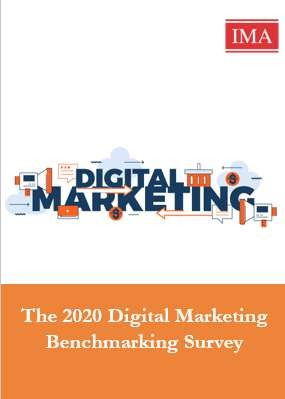 IMA
DIGITAL
MARKETING
The 2020 Digital Marketing
Benchmarking Survey